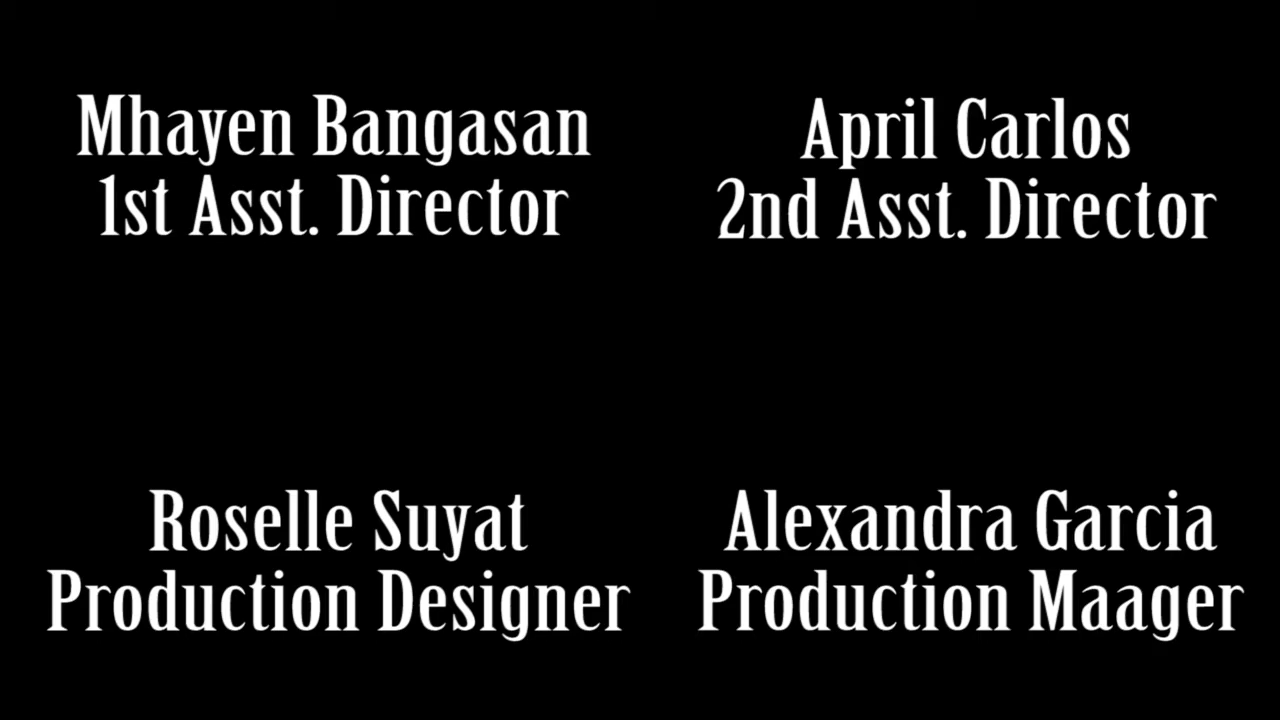 Mhayen Bangasan
1st Asst. Director
April Carlos
2nd Asst. Director
Roselle Suyat
Production Designer
Alexandra Garcia
Production Maager